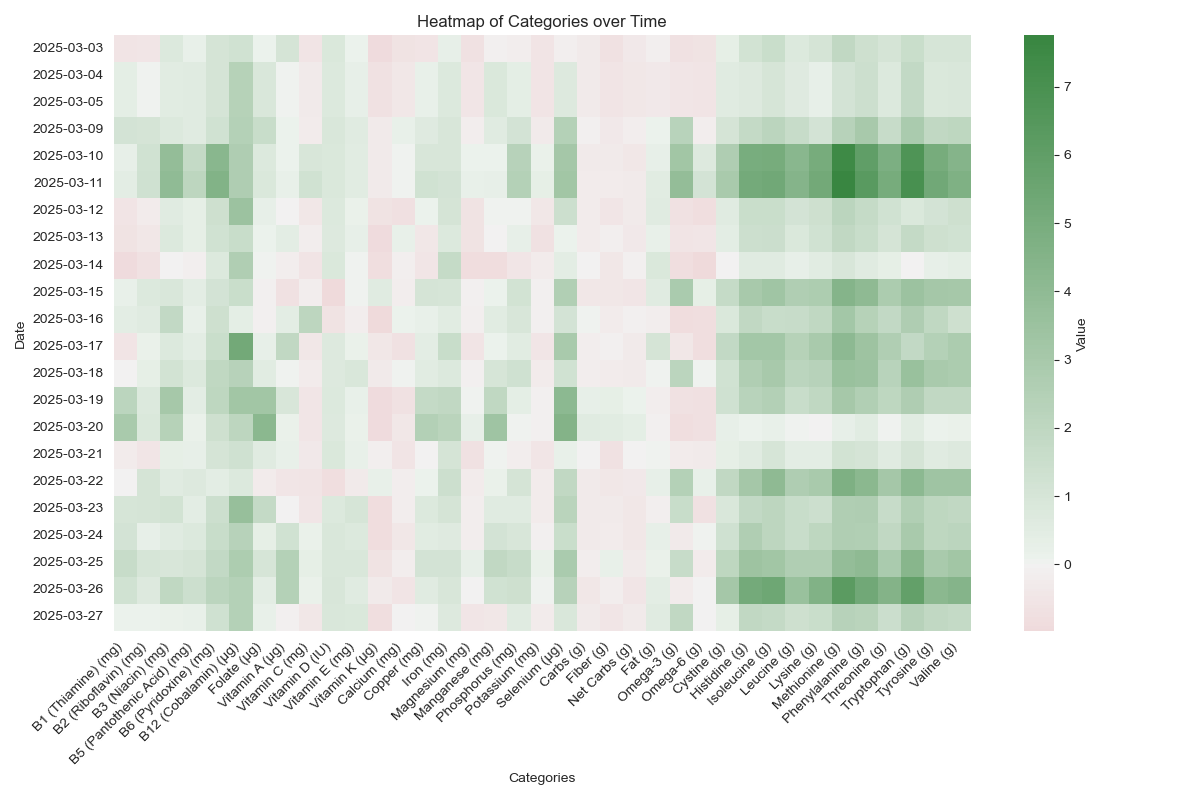 Heatmap of Categories over Time
2025-03-03
2025-03-04
2025-03-05
2025-03-09
2025-03-10
2025-03-11
2025-03-12
2025-03-13
2025-03-14
2025-03-15
2025-03-16
2025-03-17
2025-03-18
2025-03-19
2025-03-20
2025-03-21
2025-03-22
2025-03-23
2025-03-24
2025-03-25
2025-03-26
2025-03-27
Date
B1 (Thiamine) (mg)
B2 (Riboflavin) (mg)
B3 (Niacin) (mg)
B5 (Pantothenic Acid) (mg)
B6 (Pyridoxine) (mg)
B12 (Cobalamin) (µg)
Folate (µg)
Vitamin A (µg)
Vitamin C (mg)
Vitamin D (IU)
Vitamin E (mg)
Vitamin K (µg)
Calcium (mg)
Copper (mg)
Iron (mg)
Magnesium (mg)
Manganese (mg)
Phosphorus (mg)
Potassium (mg)
Selenium (µg)
Carbs (g)
Fiber (g)
Net Carbs (g)
Fat (g)
Omega-3 (g)
Omega-6 (g)
Cystine (g)
Histidine (g)
Isoleucine (g)
Leucine (g)
Lysine (g)
Methionine (g)
Phenylalanine (g)
Threonine (g)
Tryptophan (g)
Tyrosine (g)
Valine (g)
Categories
7
6
5
4
3
2
1
0
Value